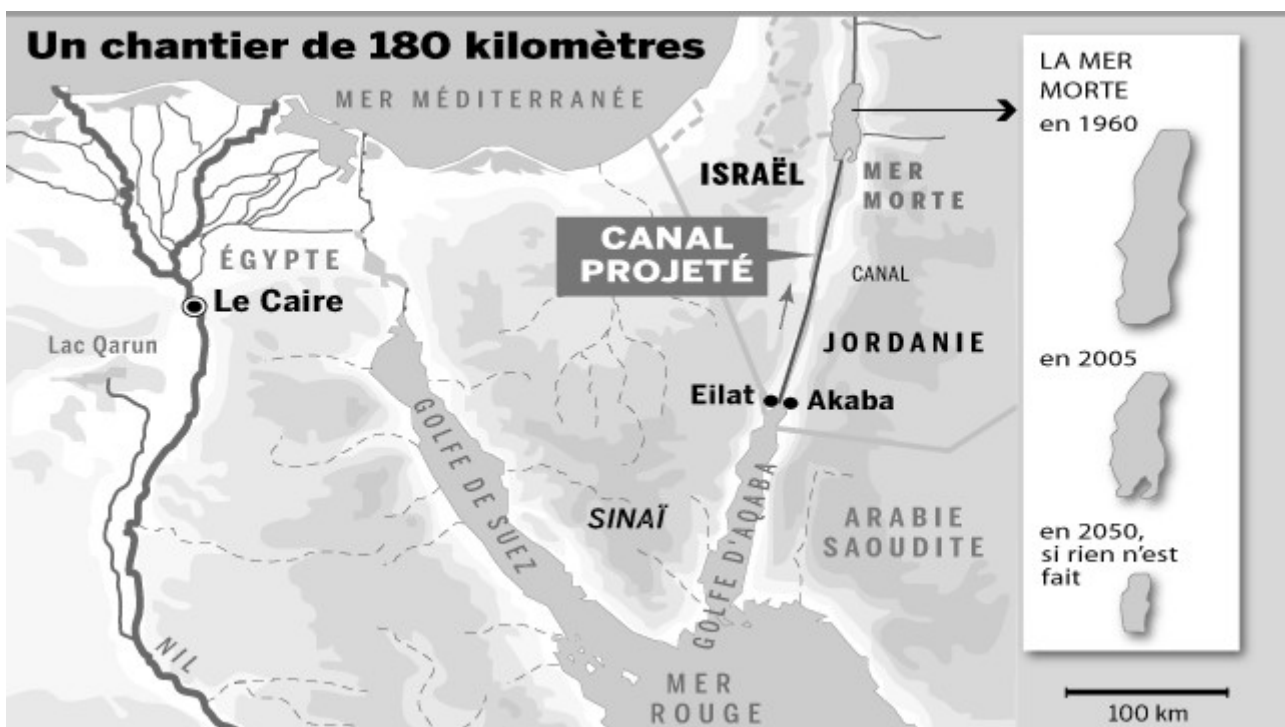 Un chantier de 180 kilomètres
MER MÉDITERRANÉE
ISRAËL
MER
MORTE
CANAL
PROJETÉ
CANAL
ÉGYPTE
Le Caire
Lac Qarun
JORDANIE
Eilat
Akaba
GOLFE DE SUEZ
GOLFE D'AQABA
SINAÏ
ARABIE
SAOUDITE
NIL
MER
ROUGE
LA MER
MORTE
en 1960
en 2005
en 2050,
si rien n'est
fait
100 km